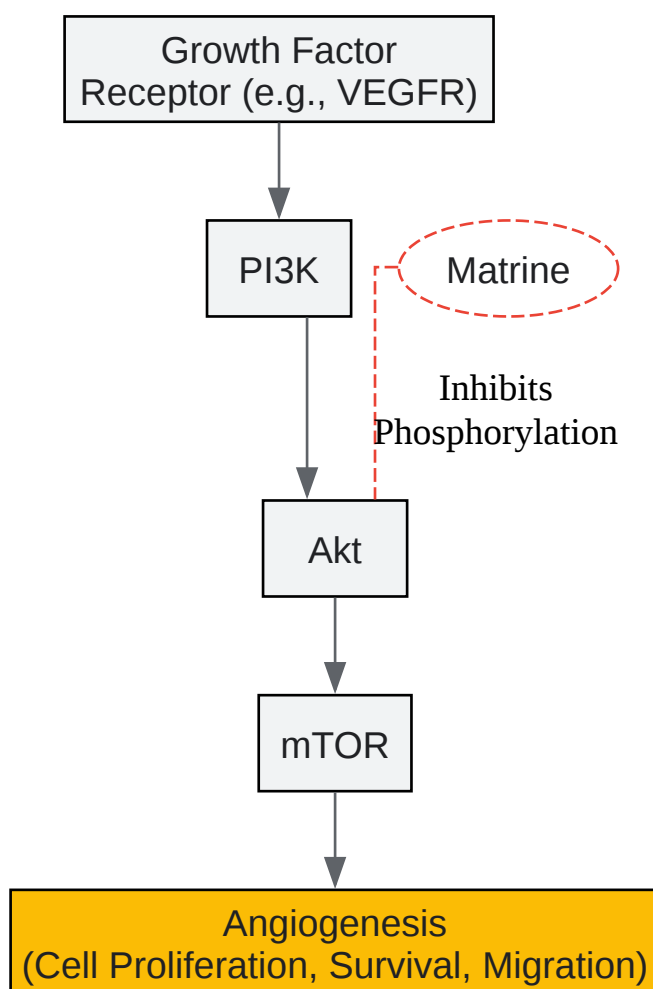 Growth Factor
Receptor (e.g., VEGFR)
PI3K
Matrine
Inhibits
Phosphorylation
Akt
mTOR
Angiogenesis
(Cell Proliferation, Survival, Migration)